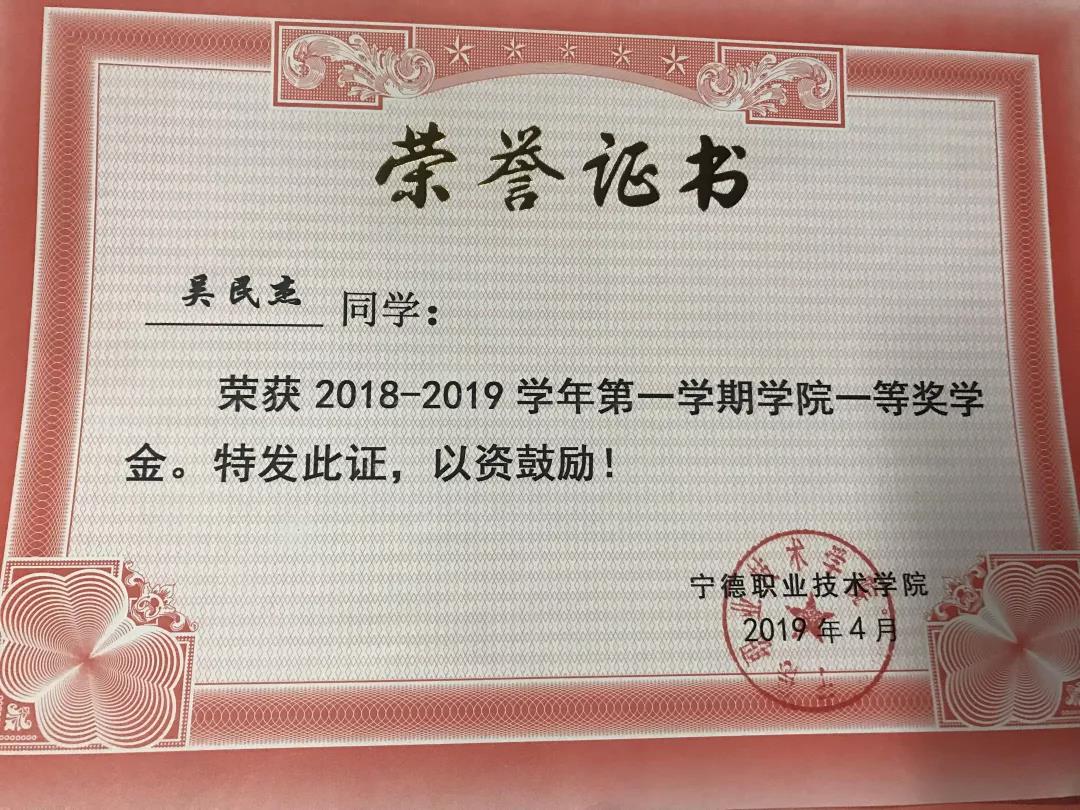 荣誉证书
吴民杰 同学：
荣获 2018-2019 学年第一学期学院一等奖学
金。特发此证，以资鼓励！
宁德职业技术学院
2019 年 4 月